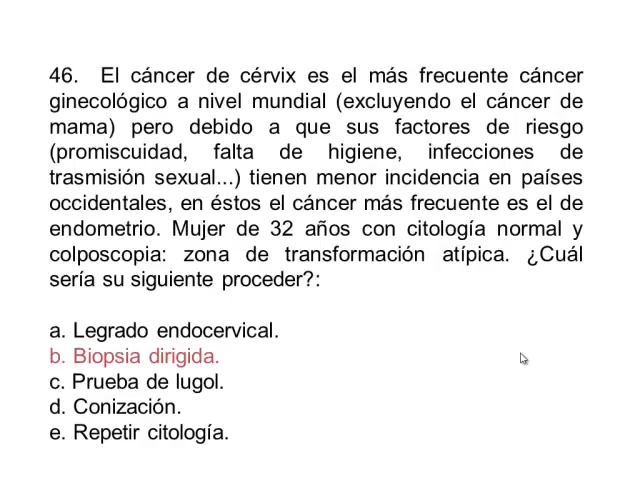 46. El cáncer de cérvix es el más frecuente cáncer
ginecológico a nivel mundial (excluyendo el cáncer de
mama) pero debido a que sus factores de riesgo
(promiscuidad, falta de higiene, infecciones de
trasmisión sexual...) tienen menor incidencia en países
occidentales, en éstos el cáncer más frecuente es el de
endometrio. Mujer de 32 años con citología normal y
colposcopia: zona de transformación atípica. ¿Cuál
sería su siguiente proceder?:
a. Legrado endocervical.
b. Biopsia dirigida.
c. Prueba de lugol.
d. Conización.
e. Repetir citología.